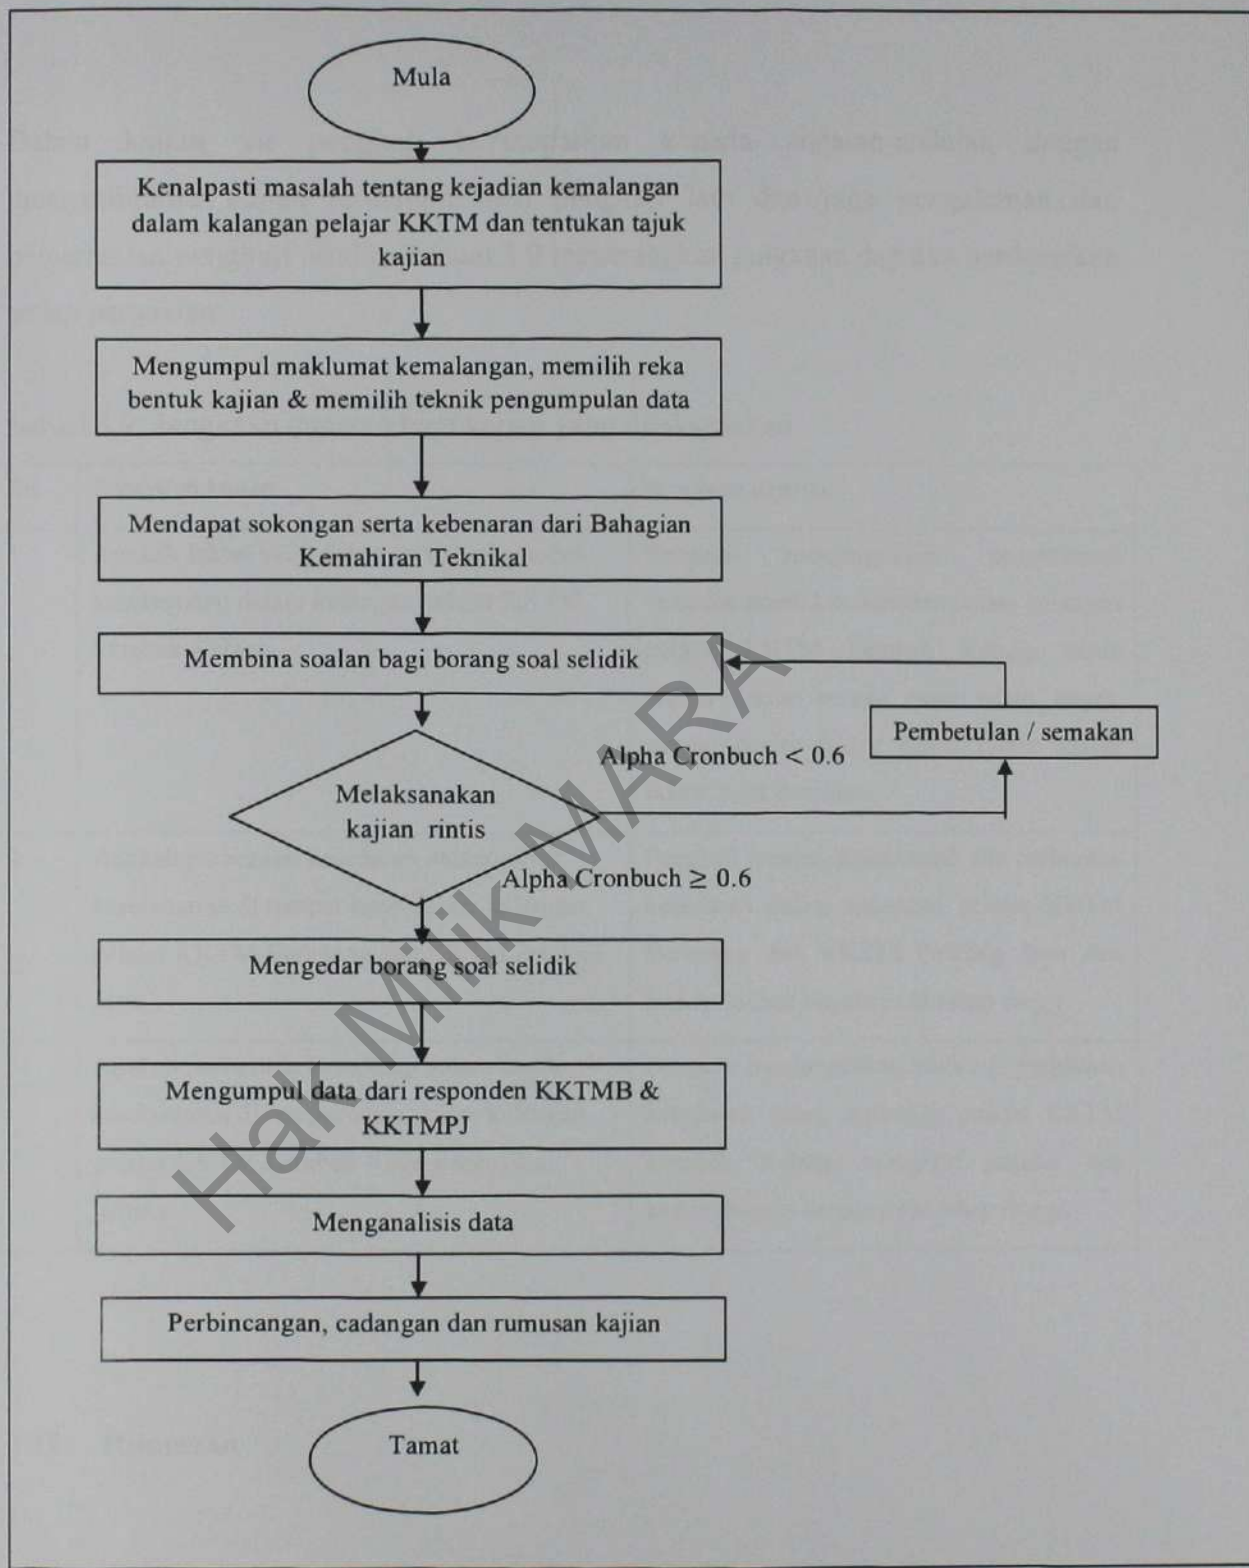 Mula
Kenalpasti masalah tentang kejadian kemalangan
dalam kalangan pelajar KKTM dan tentukan tajuk
kajian
Mengumpul maklumat kemalangan, memilih reka
bentuk kajian & memilih teknik pengumpulan data
Mendapat sokongan serta kebenaran dari Bahagian
Kemahiran Teknikal
Membina soalan bagi borang soal selidik
Pembetulan / semakan
Alpha Cronbuch < 0.6
Melaksanakan
kajian rintis
Alpha Cronbuch ≥ 0.6
Mengedar borang soal selidik
Mengumpul data dari responden KKTMB &
KKTMPJ
Menganalisis data
Perbincangan, cadangan dan rumusan kajian
Tamat
Hak Milik MARA